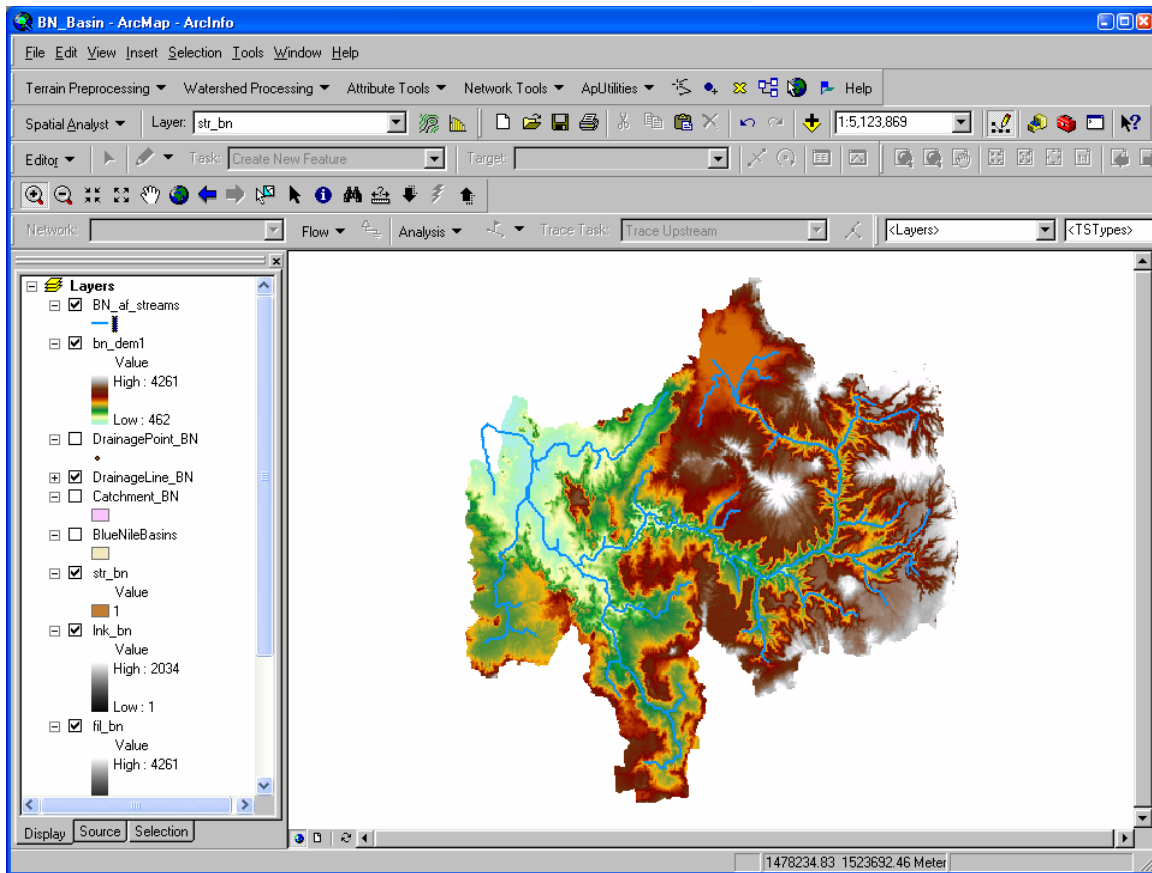 BN_Basin - ArcMap - ArcInfo
File Edit View Insert Selection Tools Window Help
Terrain Preprocessing Watershed Processing Attribute Tools Network Tools ApUtilities Help
Spatial Analyst Layer: str_bn 1:5,123,869
Editor Task: Create New Feature Target:
Network: Flow Analysis Trace Task: Trace Upstream <Layers> <TSTypes>
Layers
BN_af_streams
bn_dem1
Value
High : 4261
Low : 462
DrainagePoint_BN
DrainageLine_BN
Catchment_BN
BlueNileBasins
str_bn
Value
1
lnk_bn
Value
High : 2034
Low : 1
fil_bn
Value
High : 4261
Display Source Selection
1478234.83 1523692.46 Meter